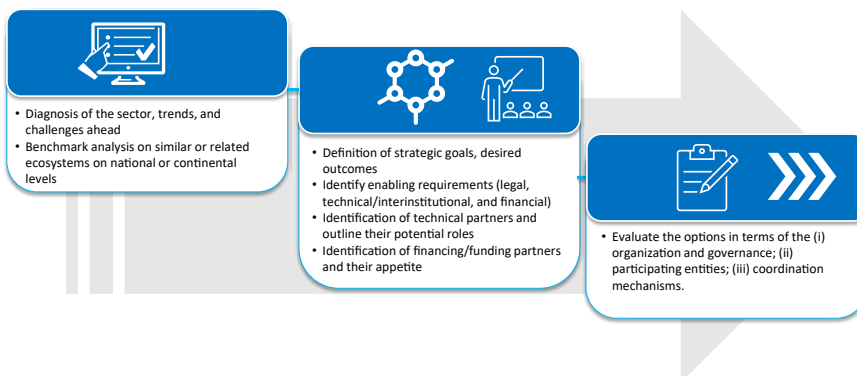 • Diagnosis of the sector, trends, and
challenges ahead
• Benchmark analysis on similar or related
ecosystems on national or continental
levels
• Definition of strategic goals, desired
outcomes
• Identify enabling requirements (legal,
technical/interinstitutional, and financial)
• Identification of technical partners and
outline their potential roles
• Identification of financing/funding partners
and their appetite
• Evaluate the options in terms of the (i)
organization and governance; (ii)
participating entities; (iii) coordination
mechanisms.